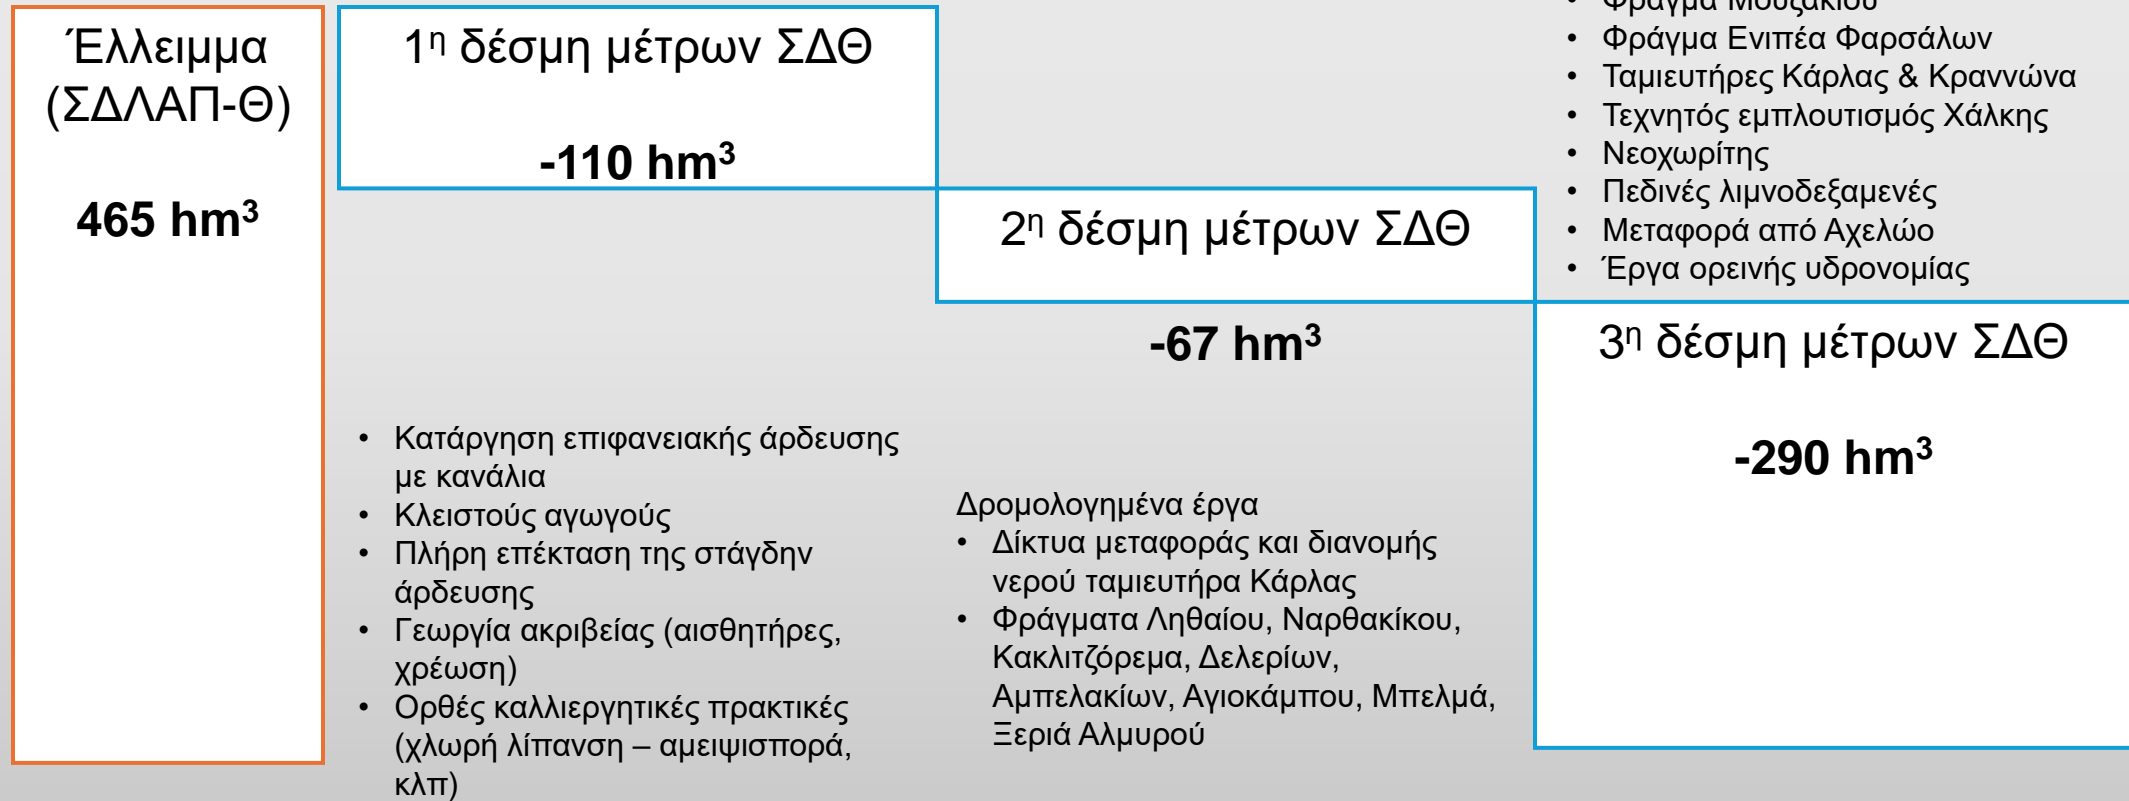 Έλλειμμα
(ΣΔΛΑΠ-Θ)
465 hm³
1η δέσμη μέτρων ΣΔΘ
-110 hm³
• Κατάργηση επιφανειακής άρδευσης
με κανάλια
• Κλειστούς αγωγούς
• Πλήρη επέκταση της στάγδην
άρδευσης
• Γεωργία ακριβείας (αισθητήρες,
χρέωση)
• Ορθές καλλιεργητικές πρακτικές
(χλωρή λίπανση – αμειψισπορά,
κλπ)
2η δέσμη μέτρων ΣΔΘ
-67 hm³
Δρομολογημένα έργα
• Δίκτυα μεταφοράς και διανομής
νερού ταμιευτήρα Κάρλας
• Φράγματα Ληθαίου, Ναρθακίκου,
Κακλιτζόρεμα, Δελερίων,
Αμπελακίων, Αγιοκάμπου, Μπελμά,
Ξεριά Αλμυρού
• Φράγμα Μουζακίου
• Φράγμα Ενιπέα Φαρσάλων
• Ταμιευτήρες Κάρλας & Κραννώνα
• Τεχνητός εμπλουτισμός Χάλκης
• Νεοχωρίτης
• Πεδινές λιμνοδεξαμενές
• Μεταφορά από Αχελώο
• Έργα ορεινής υδρονομίας
3η δέσμη μέτρων ΣΔΘ
-290 hm³